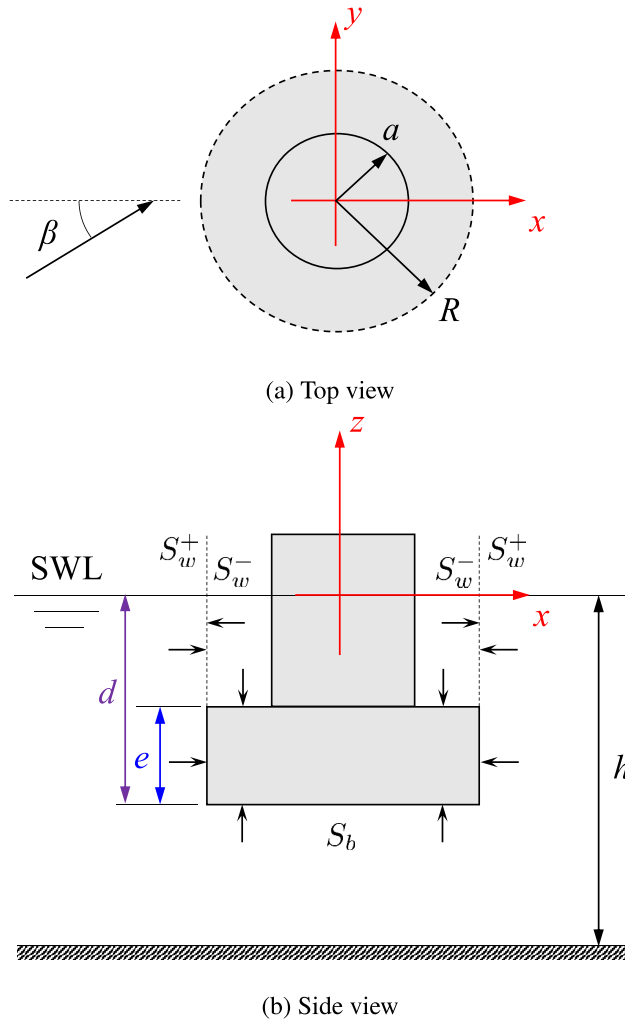 y
a
x
β
R
(a) Top view
z
S_w^+ S_w^- S_w^- S_w^+
SWL
x
d
e
h
S_b
(b) Side view